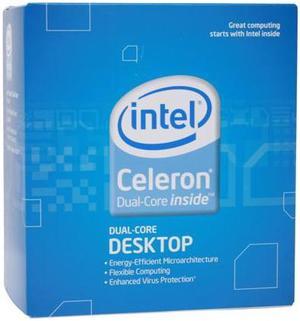 Great computing
starts with Intel inside
intel
Celeron
Dual-Core inside™
DUAL-CORE
DESKTOP
• Energy-Efficient Microarchitecture
• Flexible Computing
• Enhanced Virus Protection*